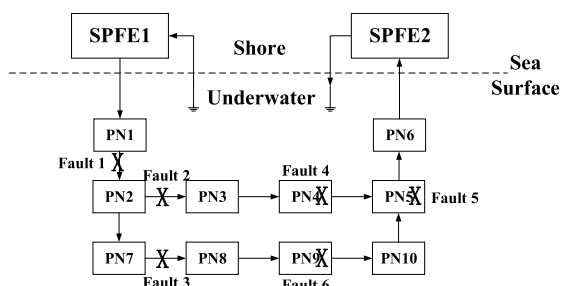 SPFE1
SPFE2
Shore
Sea
Surface
Underwater
PN1
PN6
Fault 1
Fault 2
Fault 4
PN2
PN3
PN4
PN5
Fault 5
PN7
PN8
PN9
PN10
Fault 3
Fault 6